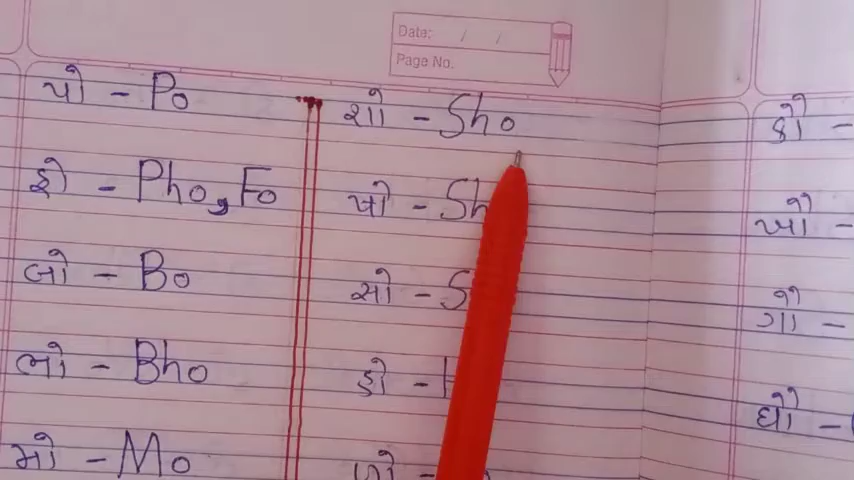 Date: / /
Page No.
પો - Po
ફો - Pho, Fo
બો - Bo
ભો - Bho
મો - Mo
શો - Sho
ષો - Sh
સો - S
હો -
ળો -
કૌ -
ખૌ -
ગૌ -
ઘૌ -